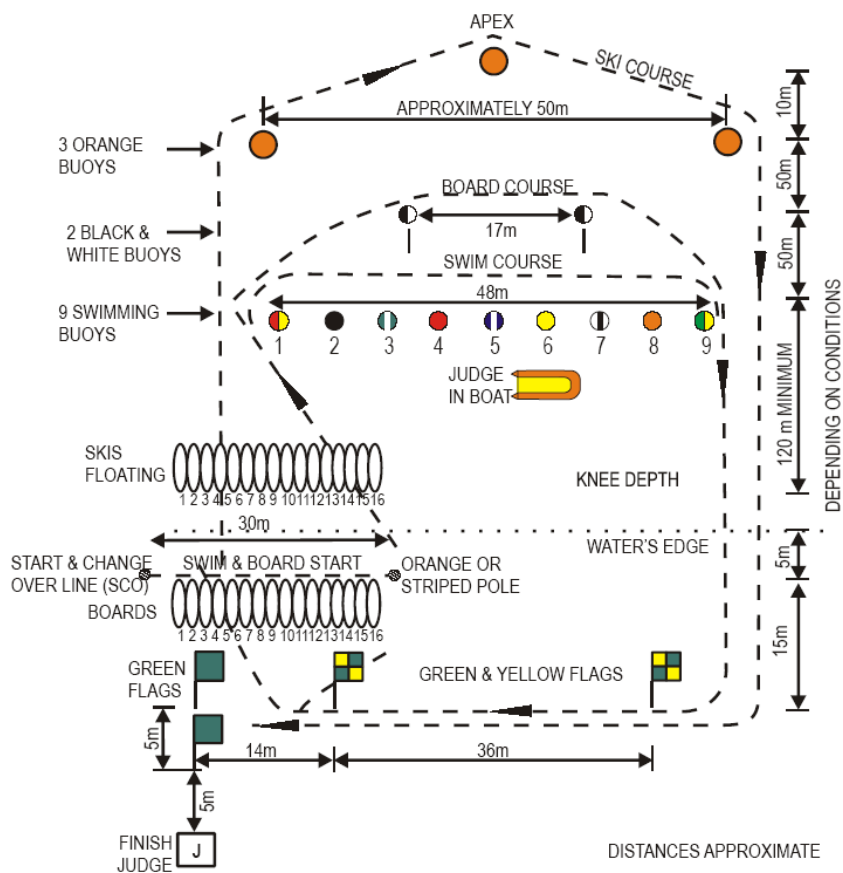 APEX
SKI COURSE
10m
APPROXIMATELY 50m
3 ORANGE
BUOYS
50m
BOARD COURSE
2 BLACK &
WHITE BUOYS
17m
50m
SWIM COURSE
48m
9 SWIMMING
BUOYS
1 2 3 4 5 6 7 8 9
JUDGE
IN BOAT
120 m MINIMUM
DEPENDING ON CONDITIONS
SKIS
FLOATING
KNEE DEPTH
1 2 3 4 5 6 7 8 9 10 11 12 13 14 15 16
30m
WATER'S EDGE
5m
START & CHANGE
OVER LINE (SCO)
SWIM & BOARD START
ORANGE OR
STRIPED POLE
BOARDS
1 2 3 4 5 6 7 8 9 10 11 12 13 14 15 16
15m
GREEN
FLAGS
GREEN & YELLOW FLAGS
5m
14m
36m
5m
FINISH
JUDGE
J
DISTANCES APPROXIMATE